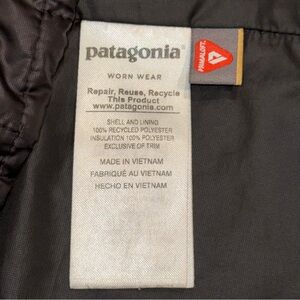 patagonia®
WORN WEAR
Repair, Reuse, Recycle
This Product
www.patagonia.com
SHELL AND LINING
100% RECYCLED POLYESTER
INSULATION 100% POLYESTER
EXCLUSIVE OF TRIM
MADE IN VIETNAM
FABRIQUÉ AU VIETNAM
HECHO EN VIETNAM
PRIMALOFT